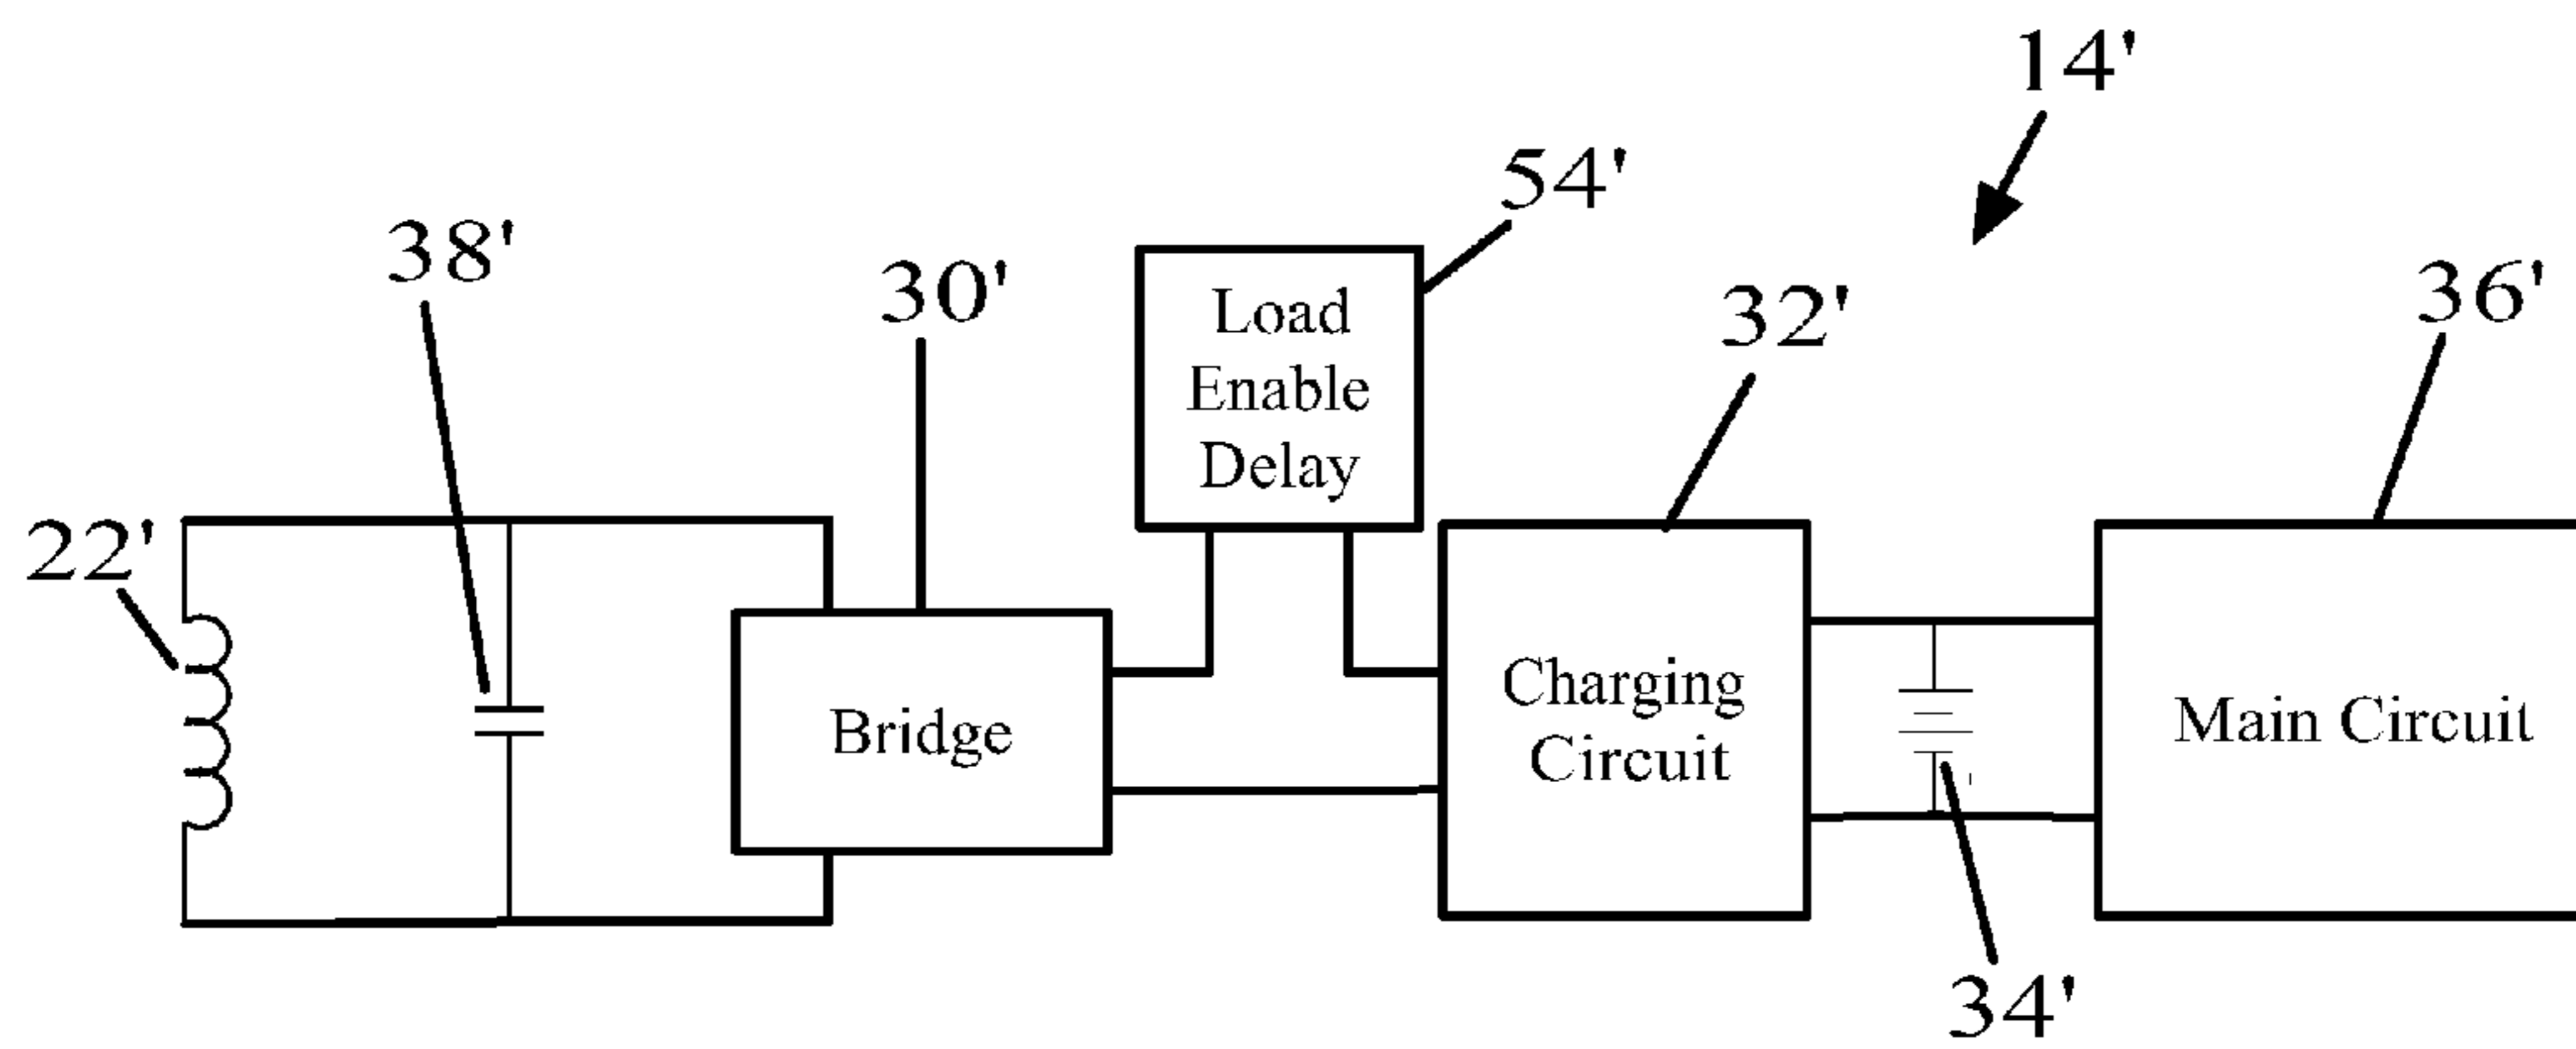 14'
54'
38'
30'
32'
36'
Load
Enable
Delay
22'
Bridge
Charging
Circuit
Main Circuit
34'